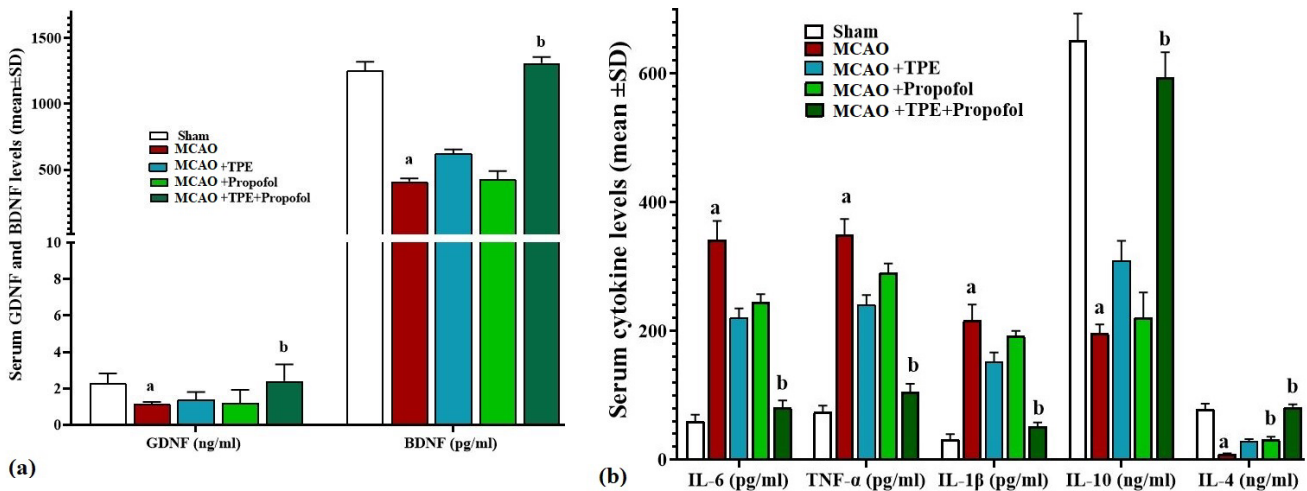 Serum GDNF and BDNF levels (mean±SD)
1500
1000
500
10
8
6
4
2
0
Sham
MCAO
MCAO +TPE
MCAO +Propofol
MCAO +TPE+Propofol
a
b
a
b
GDNF (ng/ml)
BDNF (pg/ml)
(a)
Serum cytokine levels (mean ±SD)
600
400
200
0
Sham
MCAO
MCAO +TPE
MCAO +Propofol
MCAO +TPE+Propofol
a
b
a
b
a
b
a
b
a
b
b
IL-6 (pg/ml)
TNF-α (pg/ml)
IL-1β (pg/ml)
IL-10 (ng/ml)
IL-4 (ng/ml)
(b)